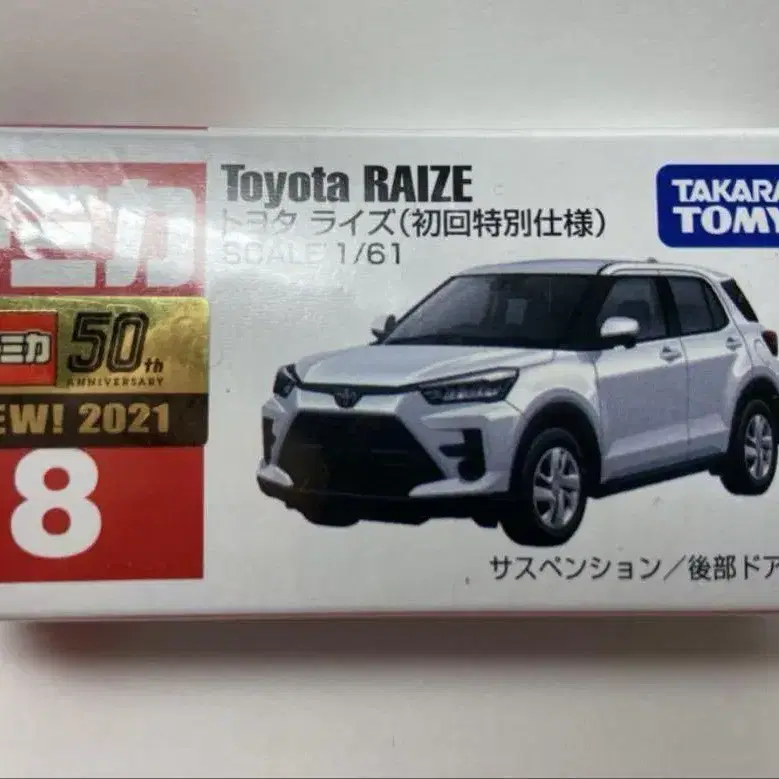 Toyota RAIZE
トヨタ ライズ(初回特別仕様)
SCALE 1/61
TAKARA
TOMY
トミカ
トミカ
50th
ANNIVERSARY
NEW! 2021
8
サスペンション/後部ドア